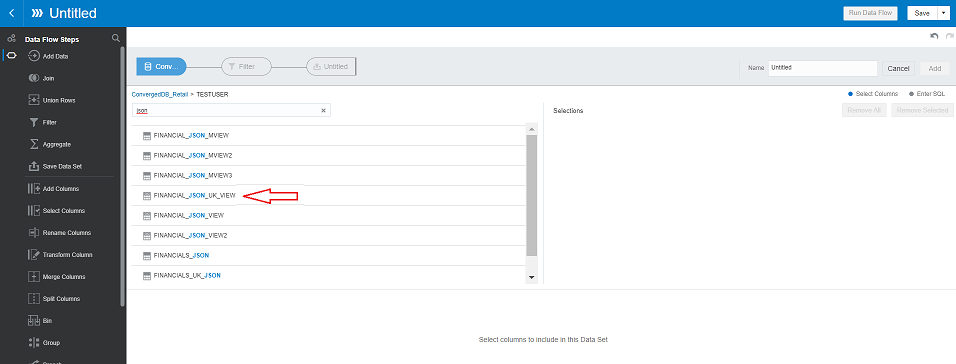 Untitled
Run Data Flow
Save
Data Flow Steps
Add Data
Join
Union Rows
Filter
Aggregate
Save Data Set
Add Columns
Select Columns
Rename Columns
Transform Column
Merge Columns
Split Columns
Bin
Group
Conv...
Filter
Untitled
Name
Untitled
Cancel
Add
ConvergedDB_Retail > TESTUSER
Select Columns
Enter SQL
json
Selections
Remove All
Remove Selected
FINANCIAL_JSON_MVIEW
FINANCIAL_JSON_MVIEW2
FINANCIAL_JSON_MVIEW3
FINANCIAL_JSON_UK_VIEW
FINANCIAL_JSON_VIEW
FINANCIAL_JSON_VIEW2
FINANCIALS_JSON
FINANCIALS_UK_JSON
Select columns to include in this Data Set